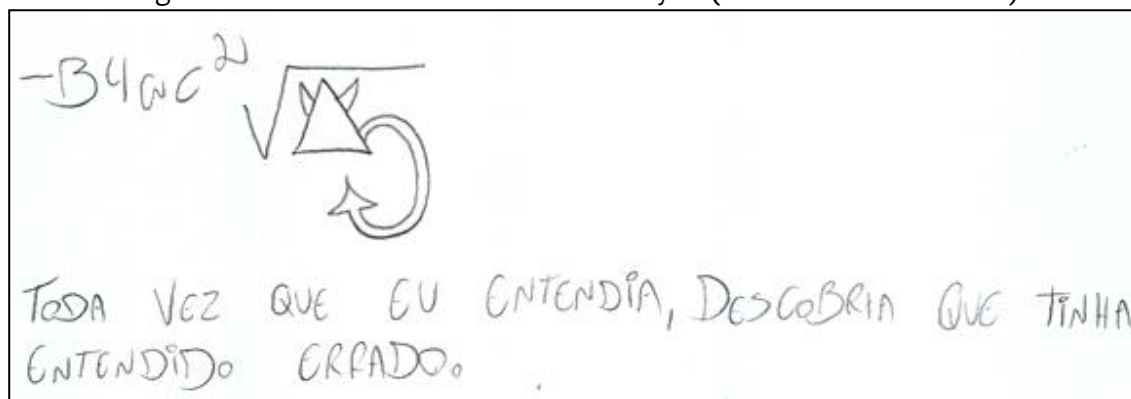 -B4ac² √Δ
TODA VEZ QUE EU ENTENDIA, DESCOBRIA QUE TINHA
ENTENDIDO ERRADO.